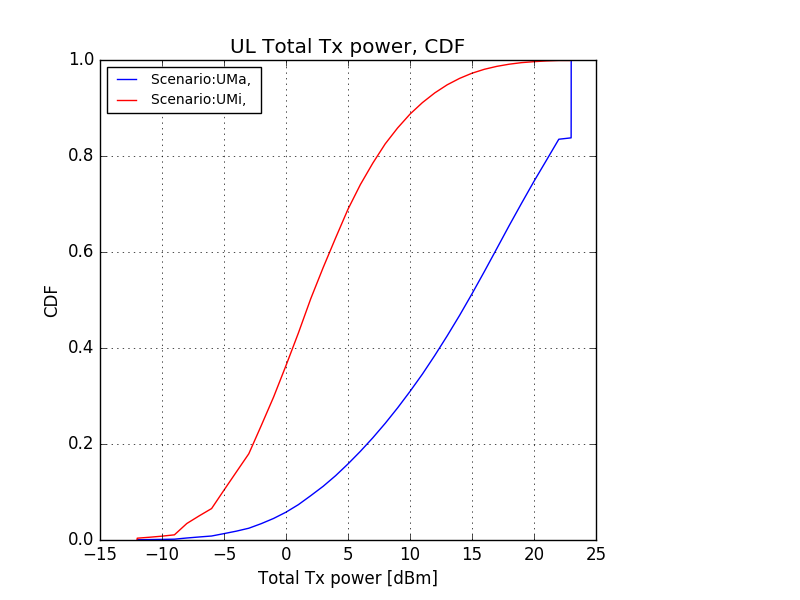 UL Total Tx power, CDF
Scenario:UMa,
Scenario:UMi,
1.0
0.8
0.6
0.4
0.2
0.0
CDF
−15 −10 −5 0 5 10 15 20 25
Total Tx power [dBm]